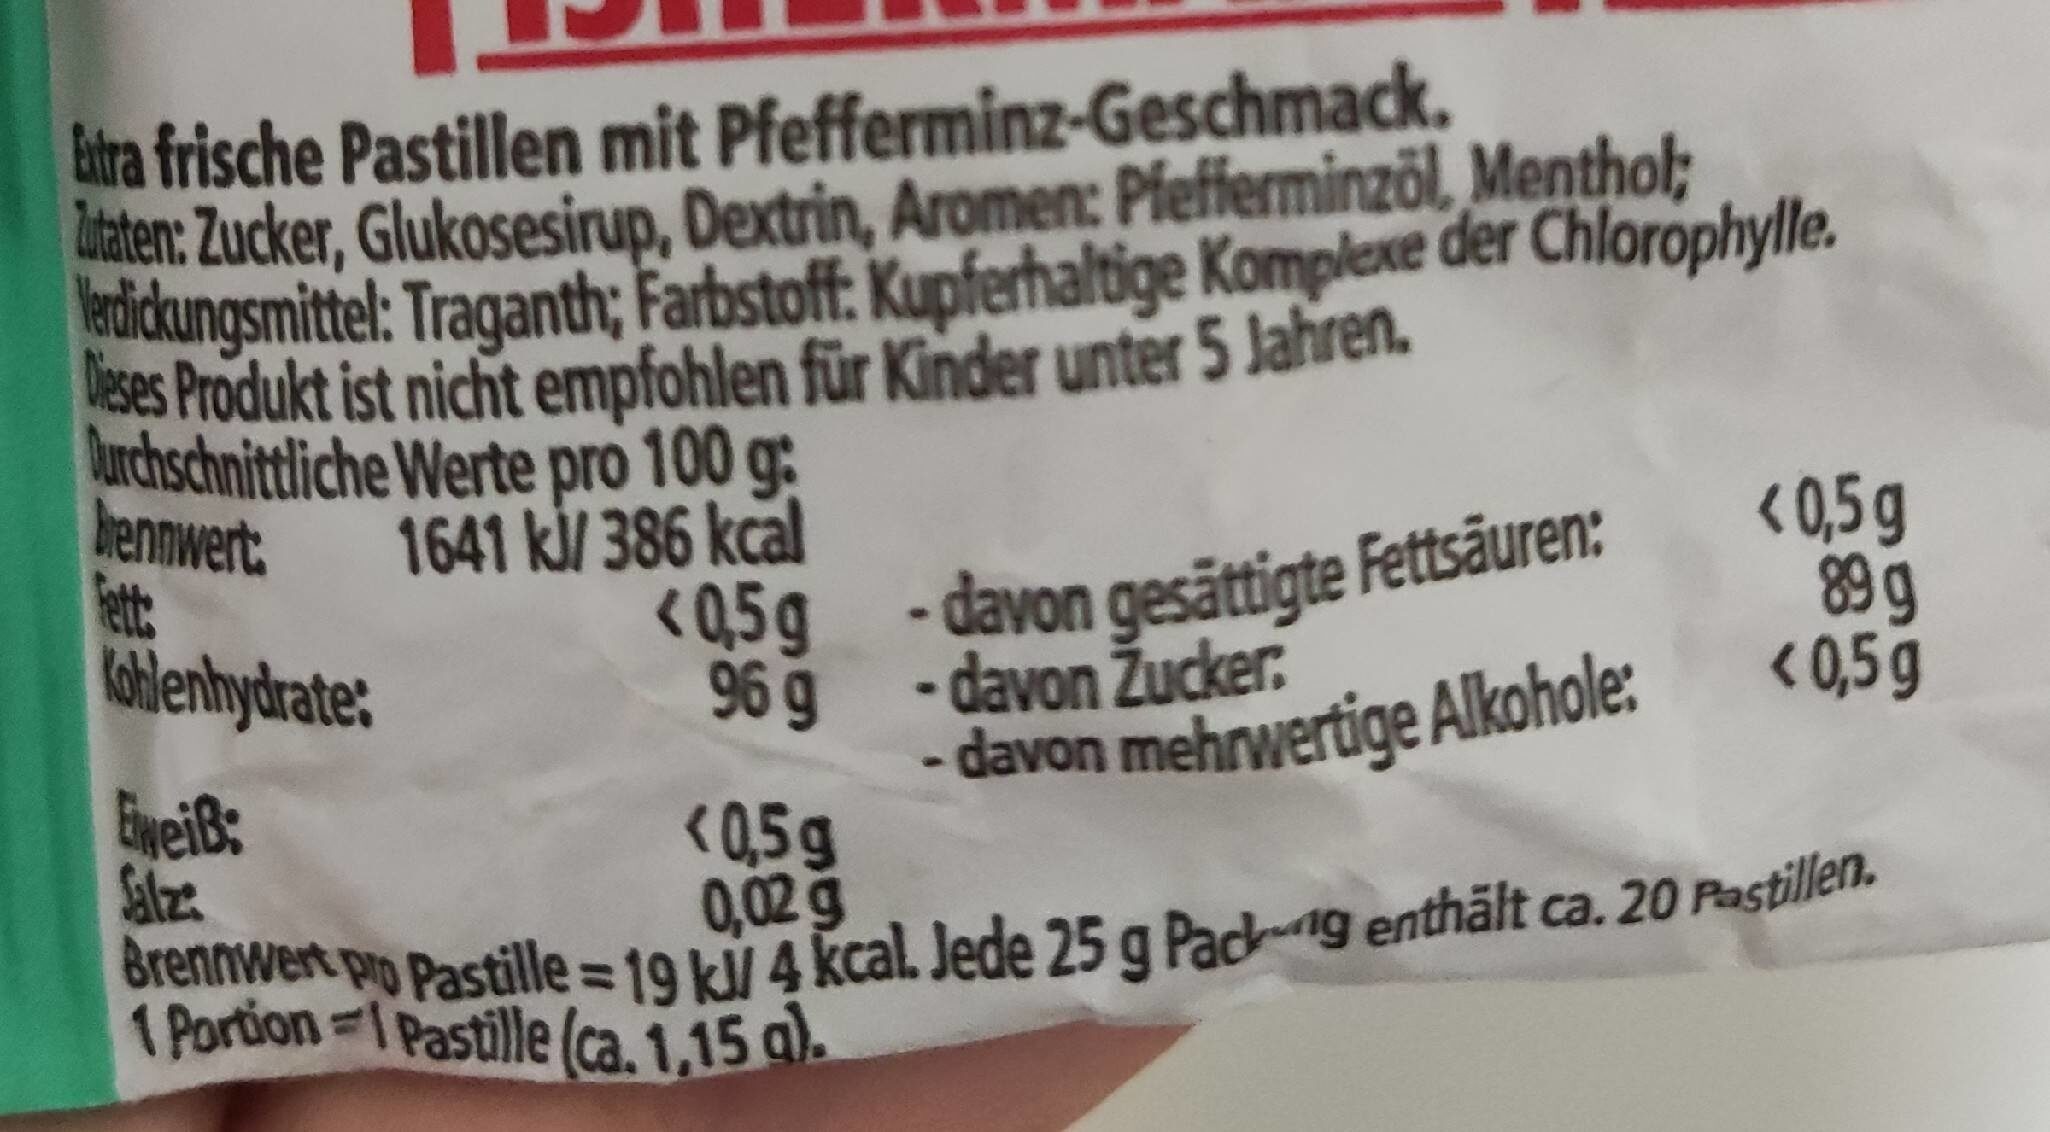 Extra frische Pastillen mit Pfefferminz-Geschmack.
Zutaten: Zucker, Glukosesirup, Dextrin, Aromen: Pfefferminzöl, Menthol;
Verdickungsmittel: Traganth; Farbstoff: Kupferhaltige Komplexe der Chlorophylle.
Dieses Produkt ist nicht empfohlen für Kinder unter 5 Jahren.
Durchschnittliche Werte pro 100 g:
Brennwert: 1641 kJ/ 386 kcal
Fett: < 0,5 g - davon gesättigte Fettsäuren: < 0,5 g
Kohlenhydrate: 96 g - davon Zucker: 89 g
- davon mehrwertige Alkohole: < 0,5 g
Eiweiß: < 0,5 g
Salz: 0,02 g
Brennwert pro Pastille = 19 kJ/ 4 kcal. Jede 25 g Packung enthält ca. 20 Pastillen.
1 Portion = 1 Pastille (ca. 1,15 g).